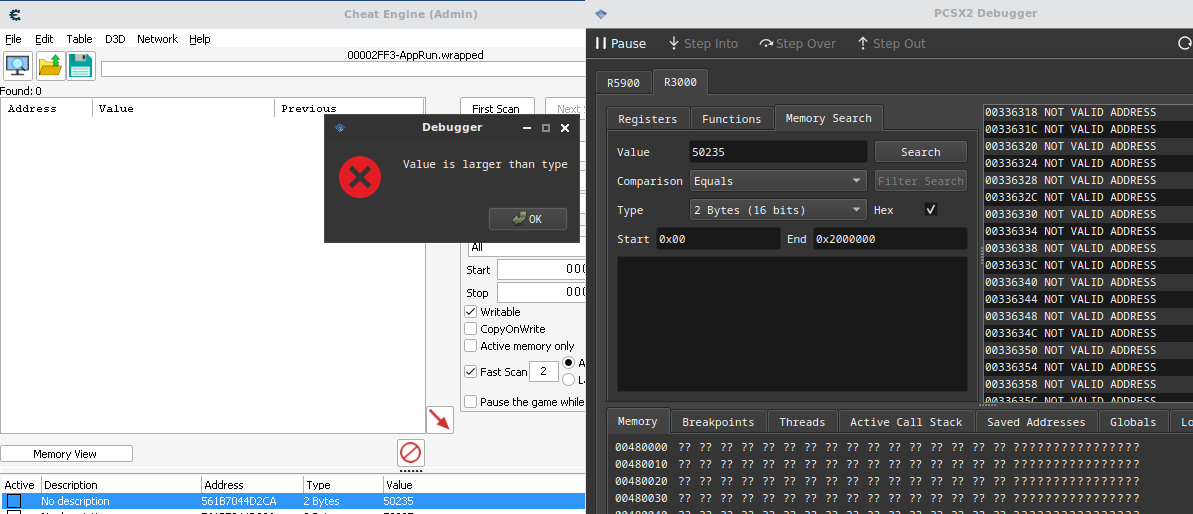 Cheat Engine (Admin)
File Edit Table D3D Network Help
00002FF3-AppRun.wrapped
Found: 0
Address Value Previous
First Scan Next S
All
Start 000
Stop 000
Writable
CopyOnWrite
Active memory only
Fast Scan 2
Pause the game while
Memory View
Active Description Address Type Value
No description 561B7044D2CA 2 Bytes 50235
Debugger
Value is larger than type
OK
PCSX2 Debugger
Pause Step Into Step Over Step Out
R5900 R3000
Registers Functions Memory Search
Value 50235 Search
Comparison Equals Filter Search
Type 2 Bytes (16 bits) Hex
Start 0x00 End 0x2000000
00336318 NOT VALID ADDRESS
0033631C NOT VALID ADDRESS
00336320 NOT VALID ADDRESS
00336324 NOT VALID ADDRESS
00336328 NOT VALID ADDRESS
0033632C NOT VALID ADDRESS
00336330 NOT VALID ADDRESS
00336334 NOT VALID ADDRESS
00336338 NOT VALID ADDRESS
0033633C NOT VALID ADDRESS
00336340 NOT VALID ADDRESS
00336344 NOT VALID ADDRESS
00336348 NOT VALID ADDRESS
0033634C NOT VALID ADDRESS
00336350 NOT VALID ADDRESS
00336354 NOT VALID ADDRESS
00336358 NOT VALID ADDRESS
0033635C NOT VALID ADDRESS
Memory Breakpoints Threads Active Call Stack Saved Addresses Globals Lo
00480000 ?? ?? ?? ?? ?? ?? ?? ?? ?? ?? ?? ?? ?? ?? ?? ?? ????????????????
00480010 ?? ?? ?? ?? ?? ?? ?? ?? ?? ?? ?? ?? ?? ?? ?? ?? ????????????????
00480020 ?? ?? ?? ?? ?? ?? ?? ?? ?? ?? ?? ?? ?? ?? ?? ?? ????????????????
00480030 ?? ?? ?? ?? ?? ?? ?? ?? ?? ?? ?? ?? ?? ?? ?? ?? ????????????????